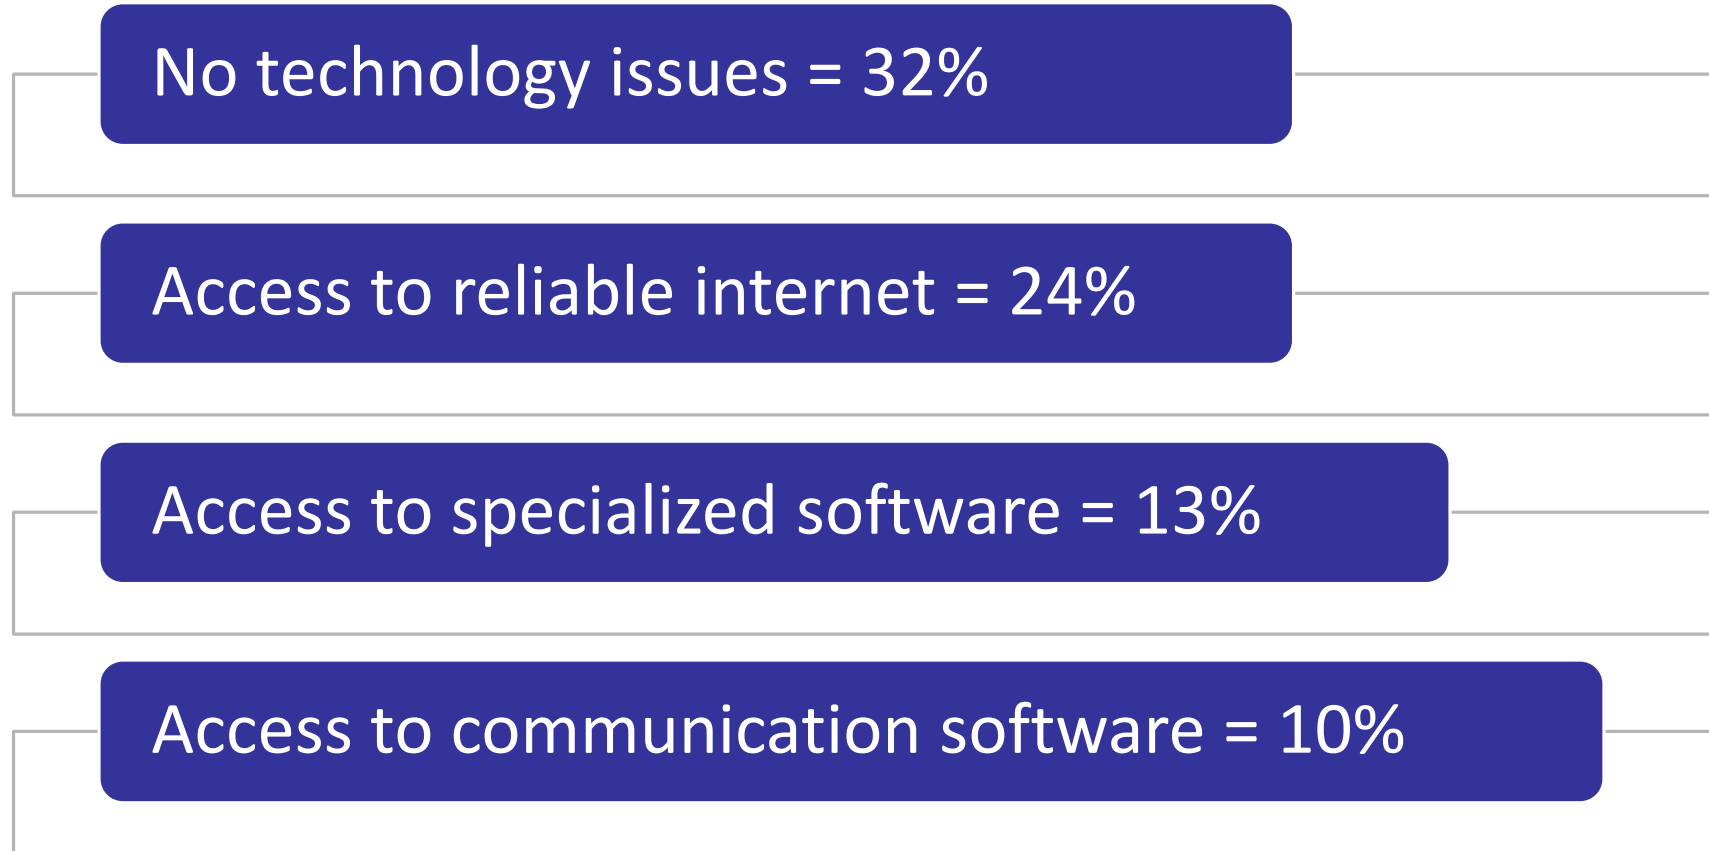 No technology issues = 32%
Access to reliable internet = 24%
Access to specialized software = 13%
Access to communication software = 10%